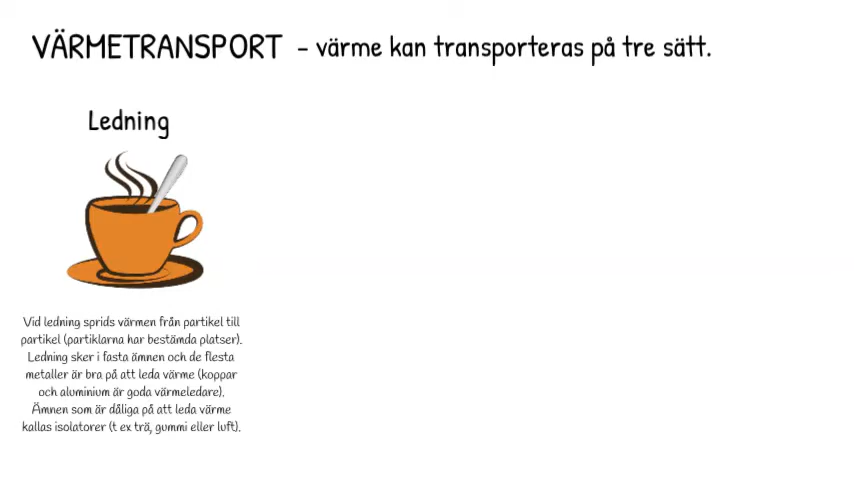 VÄRMETRANSPORT – värme kan transporteras på tre sätt.
Ledning
Vid ledning sprids värmen från partikel till
partikel (partiklarna har bestämda platser).
Ledning sker i fasta ämnen och de flesta
metaller är bra på att leda värme (koppar
och aluminium är goda värmeledare).
Ämnen som är dåliga på att leda värme
kallas isolatorer (t ex trä, gummi eller luft).